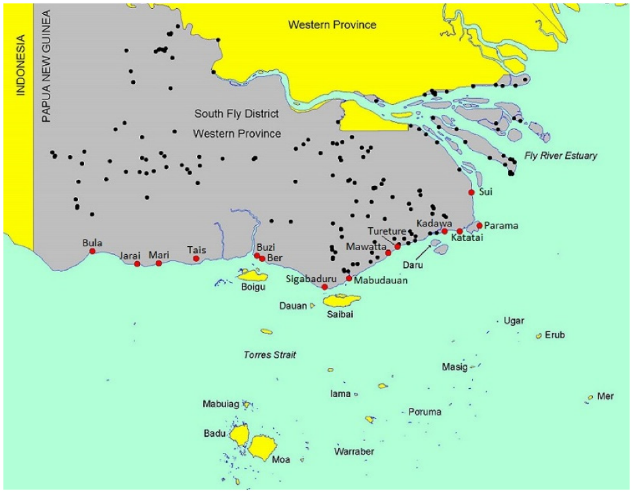 Western Province
INDONESIA
PAPUA NEW GUINEA
South Fly District
Western Province
Fly River Estuary
Sui
Parama
Kadawa
Katatai
Tureture
Mawatta
Daru
Bula
Jarai
Mari
Tais
Buzi
Ber
Boigu
Sigabaduru
Mabudauan
Dauan
Saibai
Ugar
Erub
Torres Strait
Masig
Iama
Mer
Mabuiag
Poruma
Badu
Moa
Warraber